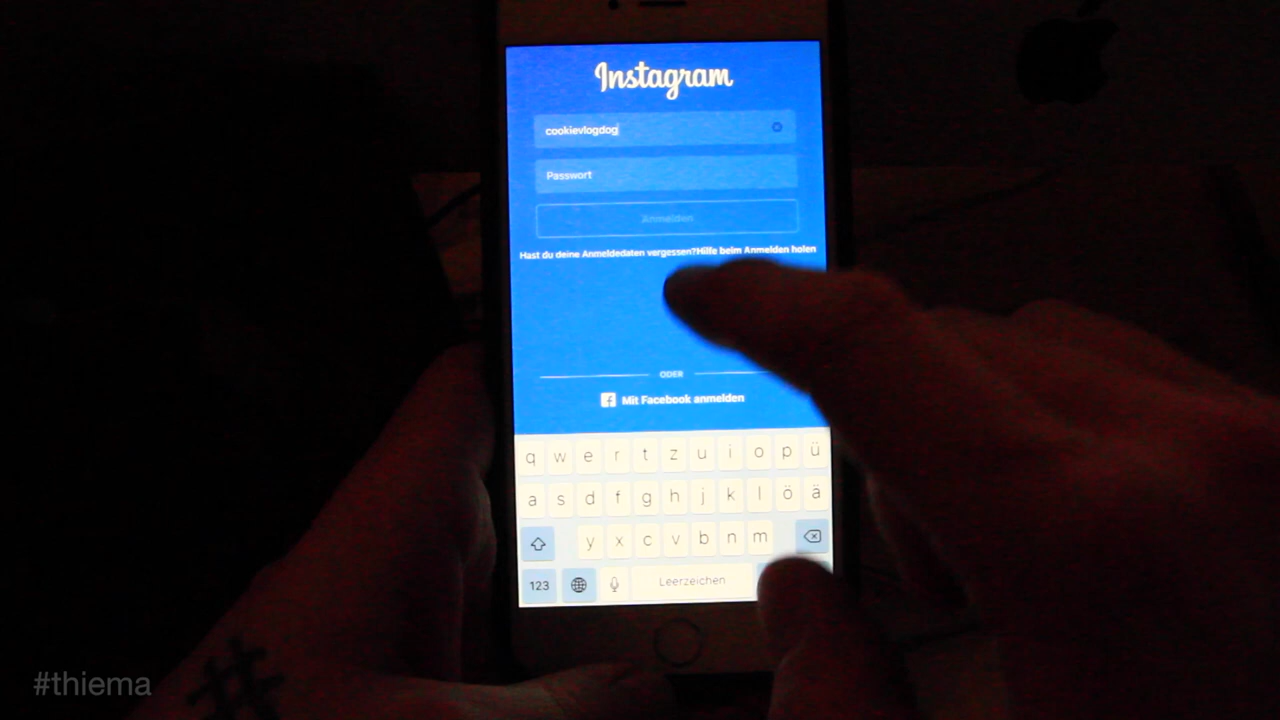 Instagram
cookievlogdog
Passwort
Anmelden
Hast du deine Anmeldedaten vergessen?Hilfe beim Anmelden holen
ODER
Mit Facebook anmelden
q w e r t z u i o p ü
a s d f g h j k l ö ä
y x c v b n m
123 Leerzeichen
#thiema
#